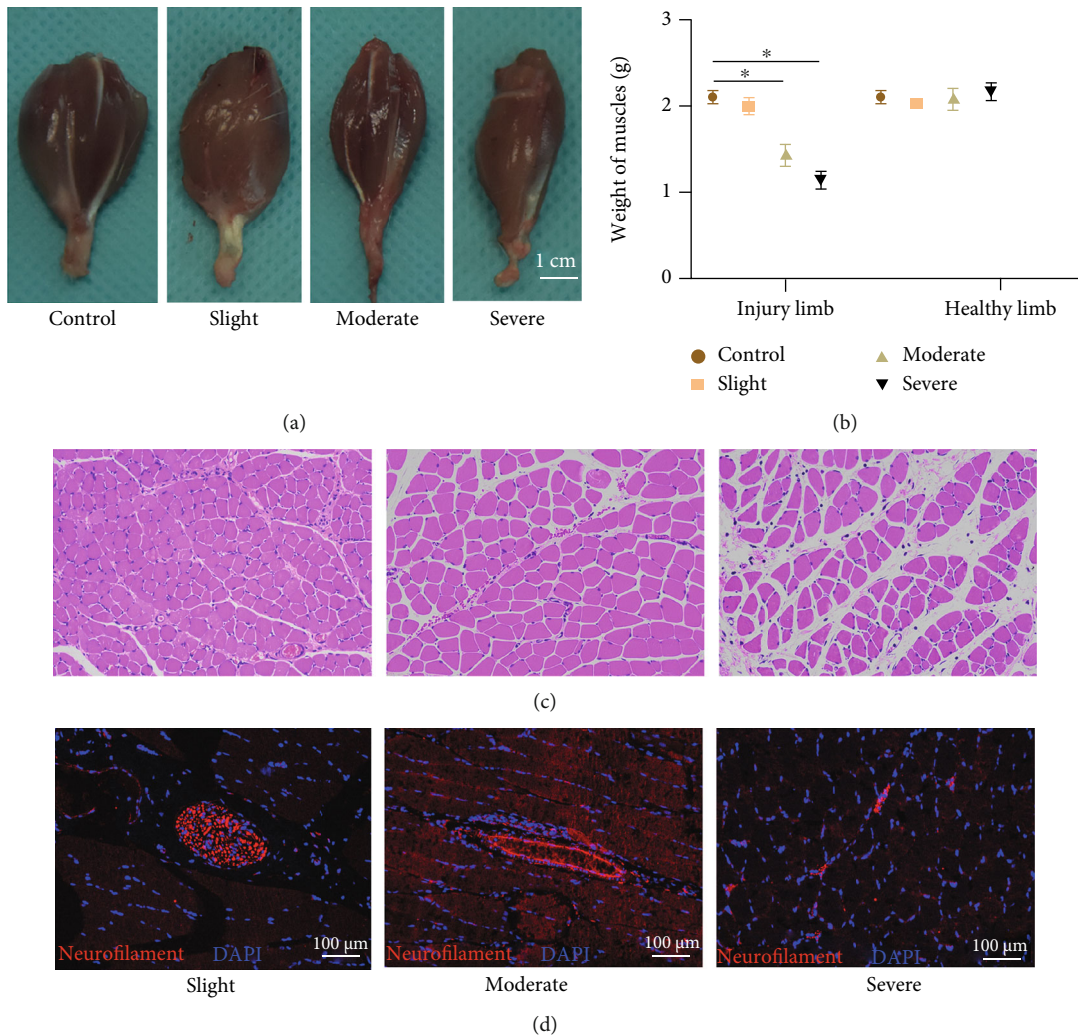 1 cm
Control
Slight
Moderate
Severe
(a)
Weight of muscles (g)
3
2
1
0
*
*
Injury limb
Healthy limb
Control
Moderate
Slight
Severe
(b)
(c)
Neurofilament DAPI 100 μm
Neurofilament DAPI 100 μm
Neurofilament DAPI 100 μm
Slight
Moderate
Severe
(d)